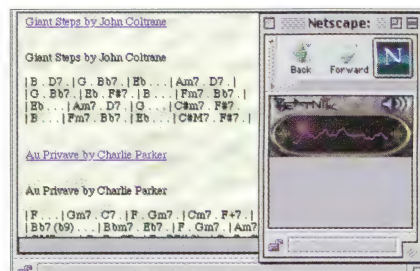 Giant Steps by John Coltrane
Giant Steps by John Coltrane
| B . D7 . | G . Bb7 . | Eb . . . | Am7 . D7 . |
| G . Bb7 . | Eb . F#7 . | B . . . | Fm7 . Bb7 . |
| Eb . . . | Am7 . D7 . | G . . . | C#m7 . F#7 .
| B . . . | Fm7 . Bb7 . | Eb . . . | C#M7 . F#7 . |
Au Privave by Charlie Parker
Au Privave by Charlie Parker
| F . . . | Gm7 . C7 . | F . Gm7 . | Cm7 . F+7 . |
| Bb7 (b9) . . . | Bbm7 . Eb7 . | F . Gm7 . | Am7
Netscape:
Back Forward N
BEATNIK